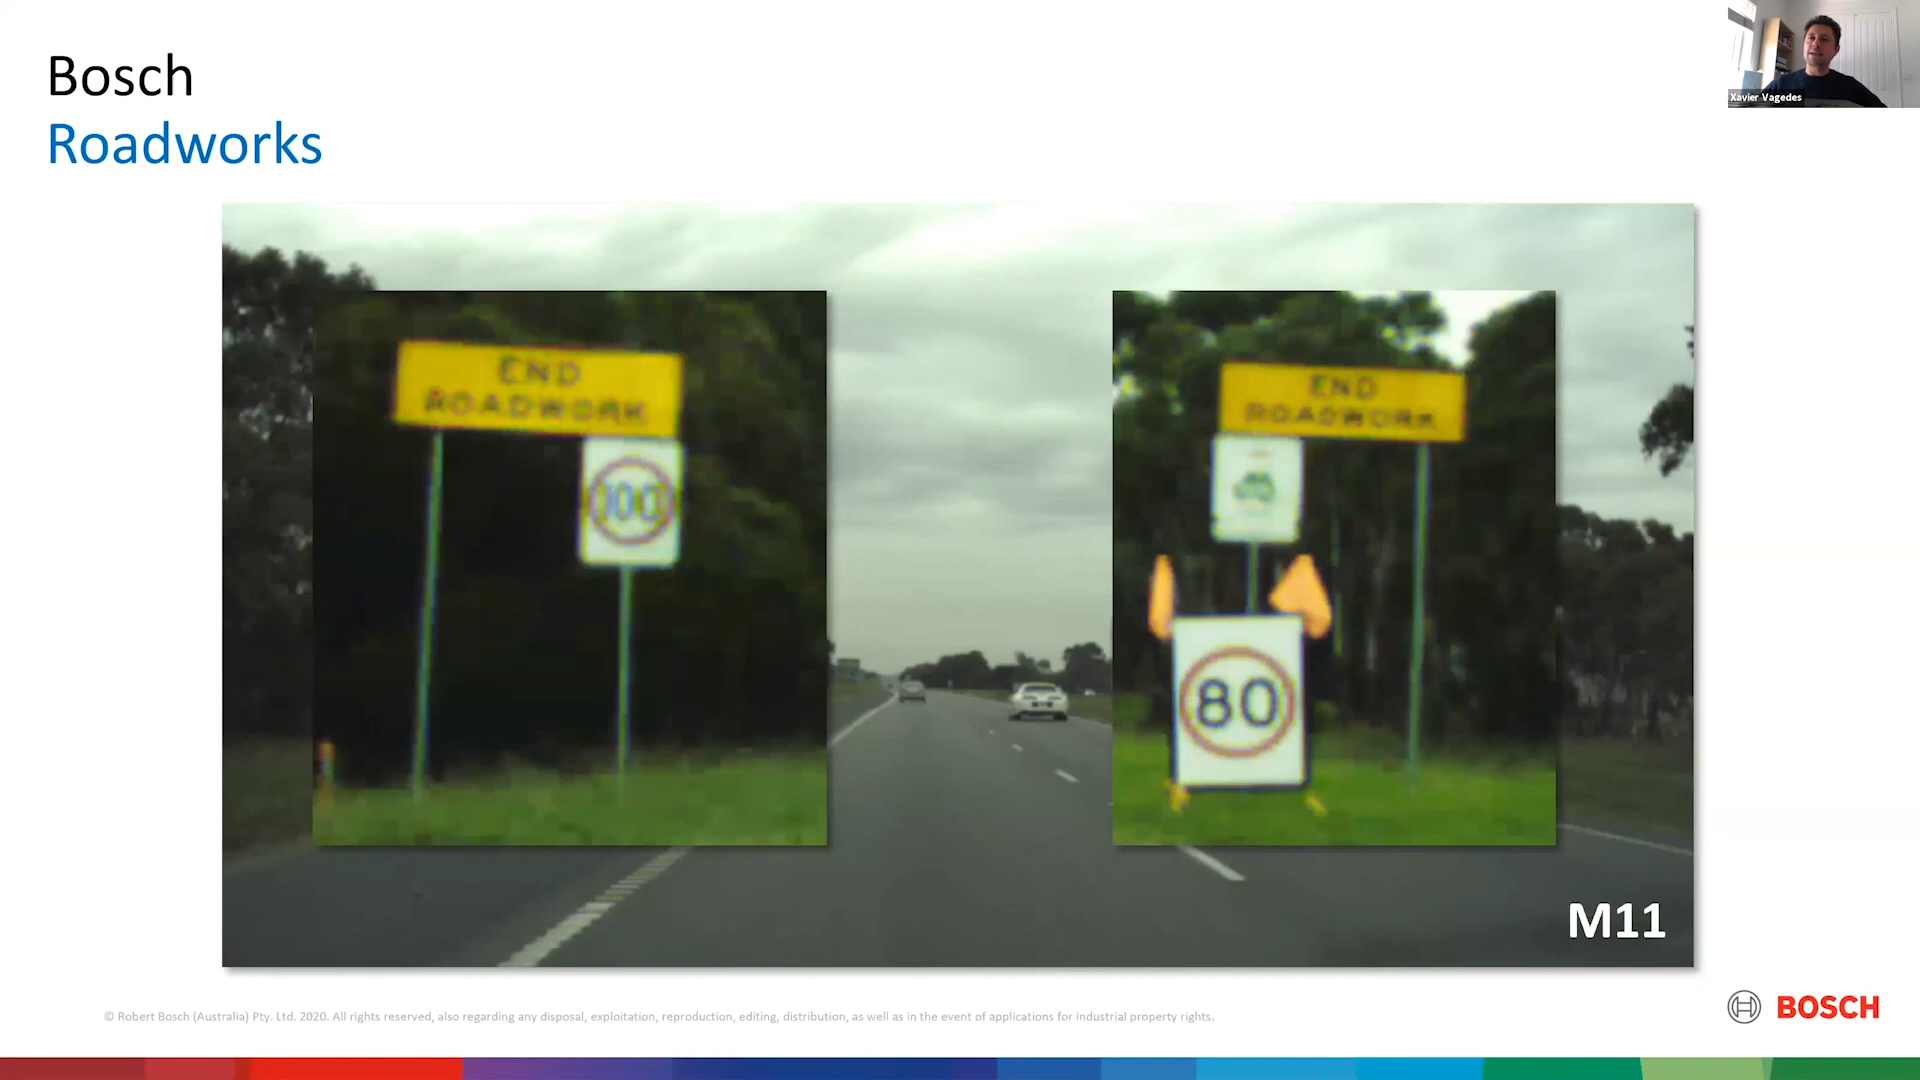 Bosch
Roadworks
Xavier Vagedes
END
ROADWORK
100
END
ROADWORK
80
M11
© Robert Bosch (Australia) Pty. Ltd. 2020. All rights reserved, also regarding any disposal, exploitation, reproduction, editing, distribution, as well as in the event of applications for industrial property rights.
BOSCH